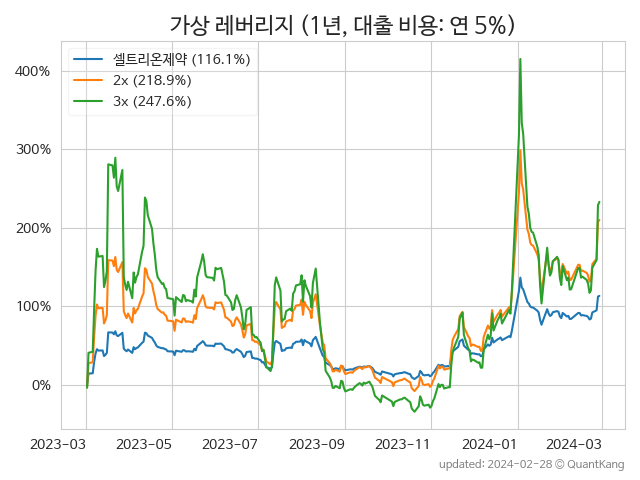 가상 레버리지 (1년, 대출 비용: 연 5%)
셀트리온제약 (116.1%)
2x (218.9%)
3x (247.6%)
400%
300%
200%
100%
0%
2023-03 2023-05 2023-07 2023-09 2023-11 2024-01 2024-03
updated: 2024-02-28 © QuantKang